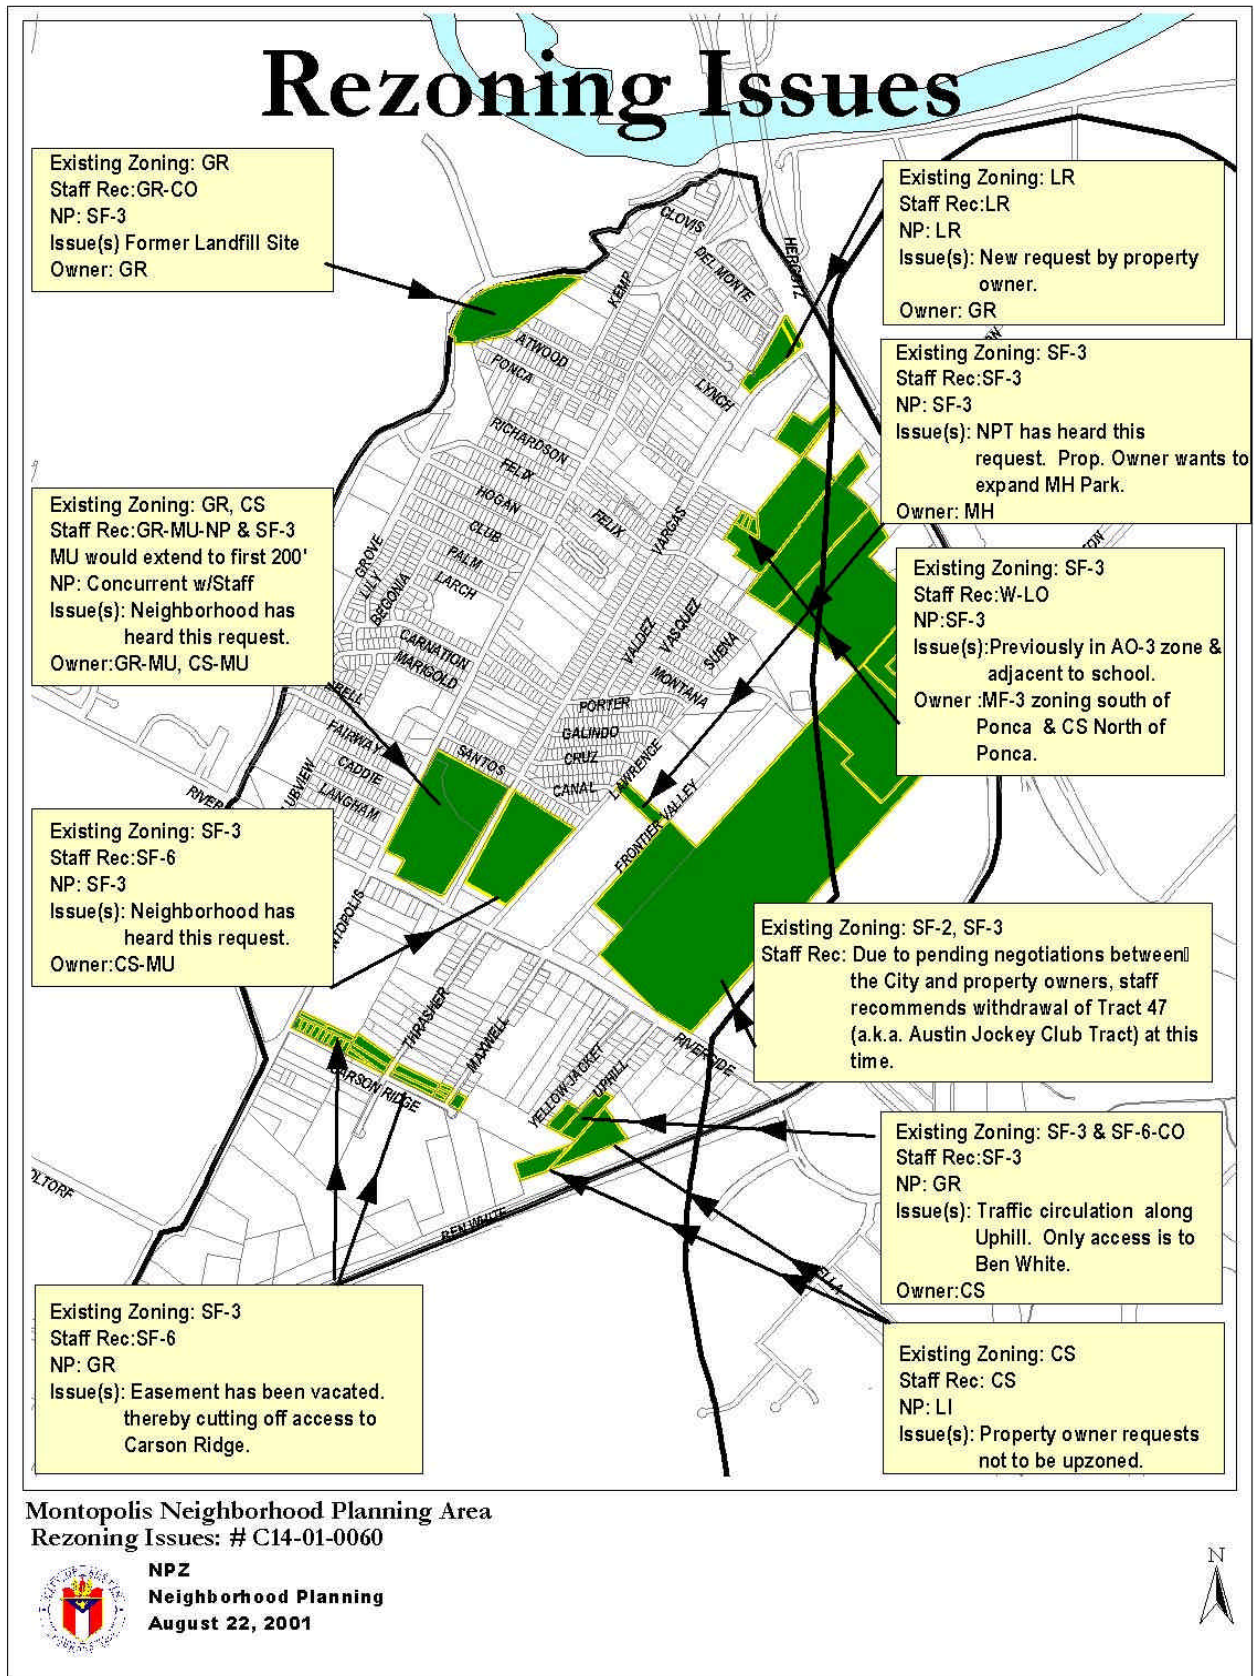 Rezoning Issues
Existing Zoning: GR
Staff Rec:GR-CO
NP: SF-3
Issue(s) Former Landfill Site
Owner: GR
Existing Zoning: LR
Staff Rec:LR
NP: LR
Issue(s): New request by property
owner.
Owner: GR
Existing Zoning: SF-3
Staff Rec:SF-3
NP: SF-3
Issue(s): NPT has heard this
request. Prop. Owner wants to
expand MH Park.
Owner: MH
Existing Zoning: GR, CS
Staff Rec:GR-MU-NP & SF-3
MU would extend to first 200'
NP: Concurrent w/Staff
Issue(s): Neighborhood has
heard this request.
Owner:GR-MU, CS-MU
Existing Zoning: SF-3
Staff Rec:W-LO
NP:SF-3
Issue(s):Previously in AO-3 zone &
adjacent to school.
Owner :MF-3 zoning south of
Ponca & CS North of
Ponca.
Existing Zoning: SF-3
Staff Rec:SF-6
NP: SF-3
Issue(s): Neighborhood has
heard this request.
Owner:CS-MU
Existing Zoning: SF-2, SF-3
Staff Rec: Due to pending negotiations between
the City and property owners, staff
recommends withdrawal of Tract 47
(a.k.a. Austin Jockey Club Tract) at this
time.
Existing Zoning: SF-3 & SF-6-CO
Staff Rec:SF-3
NP: GR
Issue(s): Traffic circulation along
Uphill. Only access is to
Ben White.
Owner:CS
Existing Zoning: SF-3
Staff Rec:SF-6
NP: GR
Issue(s): Easement has been vacated.
thereby cutting off access to
Carson Ridge.
Existing Zoning: CS
Staff Rec: CS
NP: LI
Issue(s): Property owner requests
not to be upzoned.
CLOVIS
DEL MONTE
HERGOTZ
KEMP
ATWOOD
PONCA
LYNCH
RICHARDSON
FELIX
HOGAN
FELIX
CLUB
VARGAS
PALM
LARCH
GROVE
LILY
BEGONIA
CARNATION
MARIGOLD
VALDEZ
VASQUEZ
SUENA
MONTANA
PORTER
GALINDO
CRUZ
CANAL
LAWRENCE
SANTOS
BELL
FAIRWAY
CADDIE
LANGHAM
LUBVIEW
RIVER
FRONTIER VALLEY
NTOPOLIS
THRASHER
MAXWELL
CARSON RIDGE
YELLOW JACKET
UPHILL
RIVERSIDE
BEN WHITE
OLTORF
ELLA
Montopolis Neighborhood Planning Area
Rezoning Issues: # C14-01-0060
NPZ
Neighborhood Planning
August 22, 2001
N